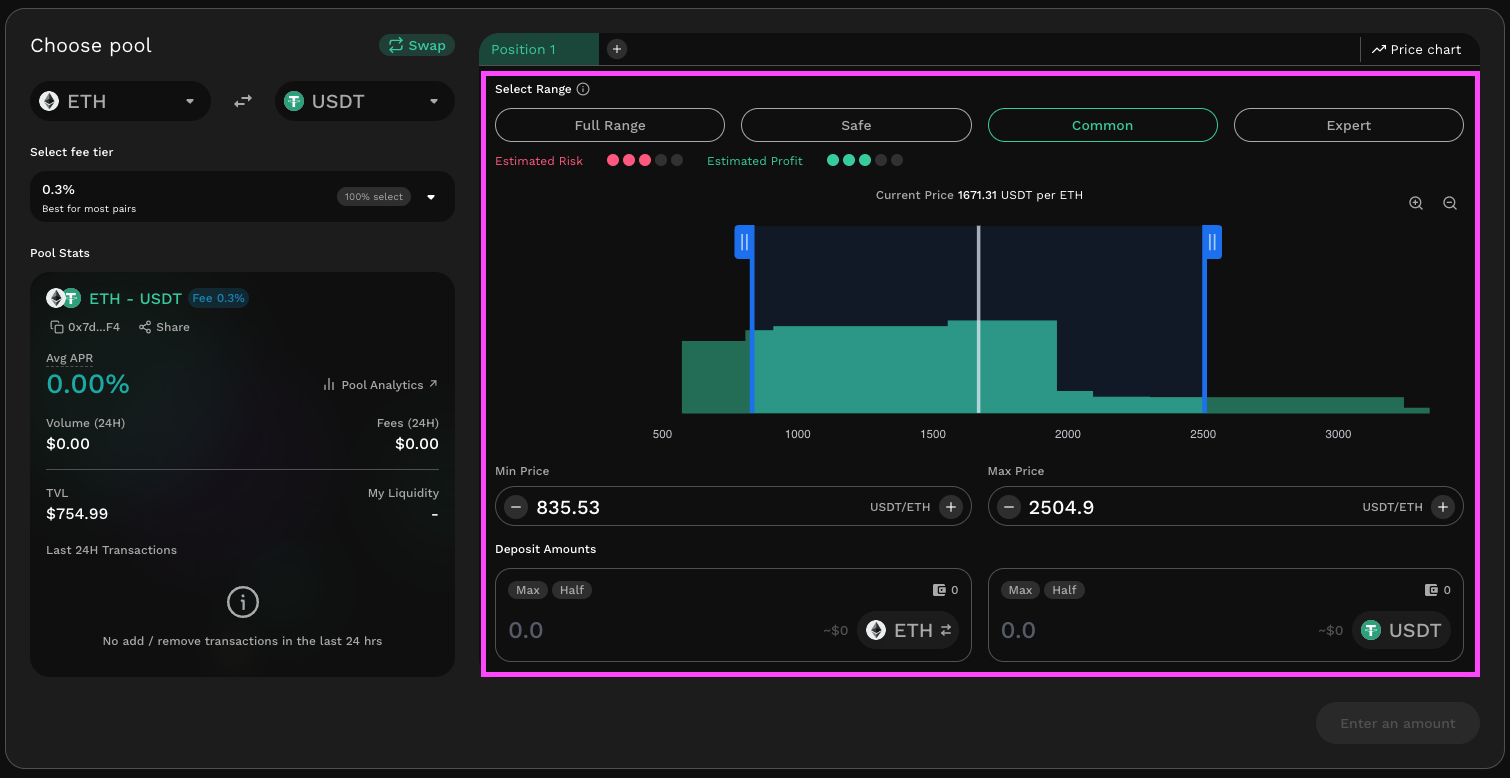 Choose pool
Swap
ETH
USDT
Select fee tier
0.3%
Best for most pairs
100% select
Pool Stats
ETH - USDT Fee 0.3%
0x7d...F4 Share
Avg APR
0.00%
Pool Analytics
Volume (24H) Fees (24H)
$0.00 $0.00
TVL My Liquidity
$754.99 -
Last 24H Transactions
No add / remove transactions in the last 24 hrs
Position 1 +
Price chart
Select Range
Full Range Safe Common Expert
Estimated Risk Estimated Profit
Current Price 1671.31 USDT per ETH
500 1000 1500 2000 2500 3000
Min Price Max Price
− 835.53 USDT/ETH + − 2504.9 USDT/ETH +
Deposit Amounts
Max Half 0 Max Half 0
0.0 ~$0 ETH 0.0 ~$0 USDT
Enter an amount